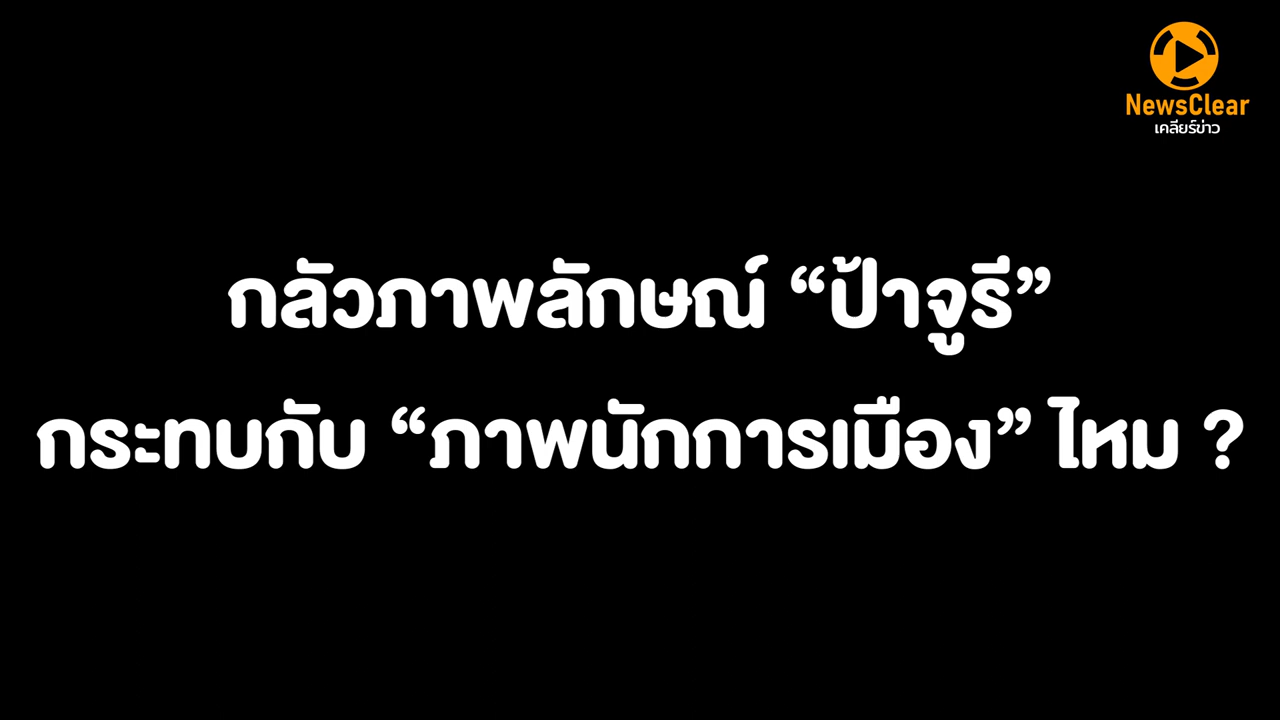 NewsClear
เคลียร์ข่าว
กลัวภาพลักษณ์ “ป้าจูรี”
กระทบกับ “ภาพนักการเมือง” ไหม ?